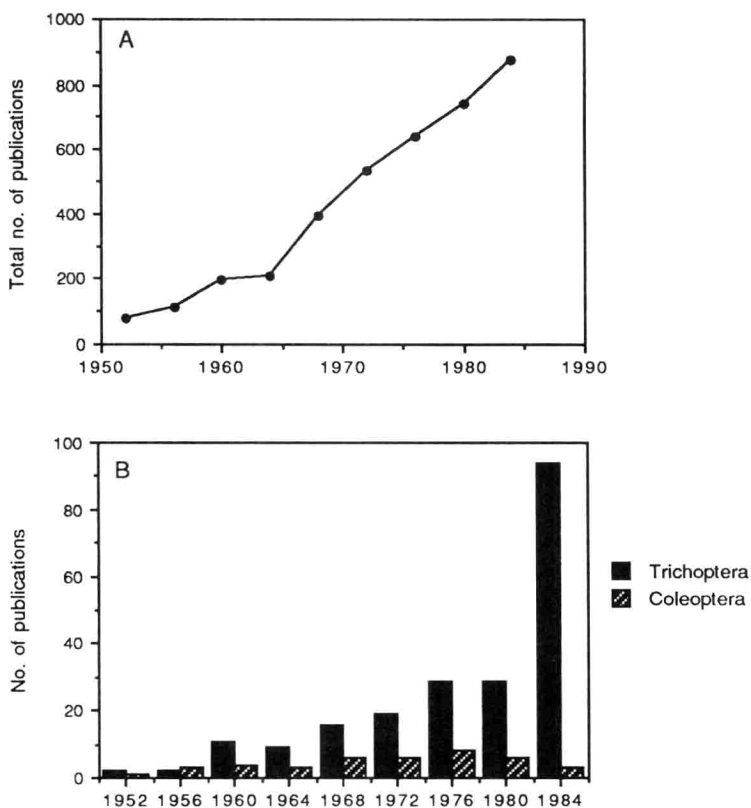 A
Total no. of publications
1000
800
600
400
200
0
1950 1960 1970 1980 1990
B
No. of publications
100
80
60
40
20
0
1952 1956 1960 1964 1968 1972 1976 1980 1984
Trichoptera
Coleoptera